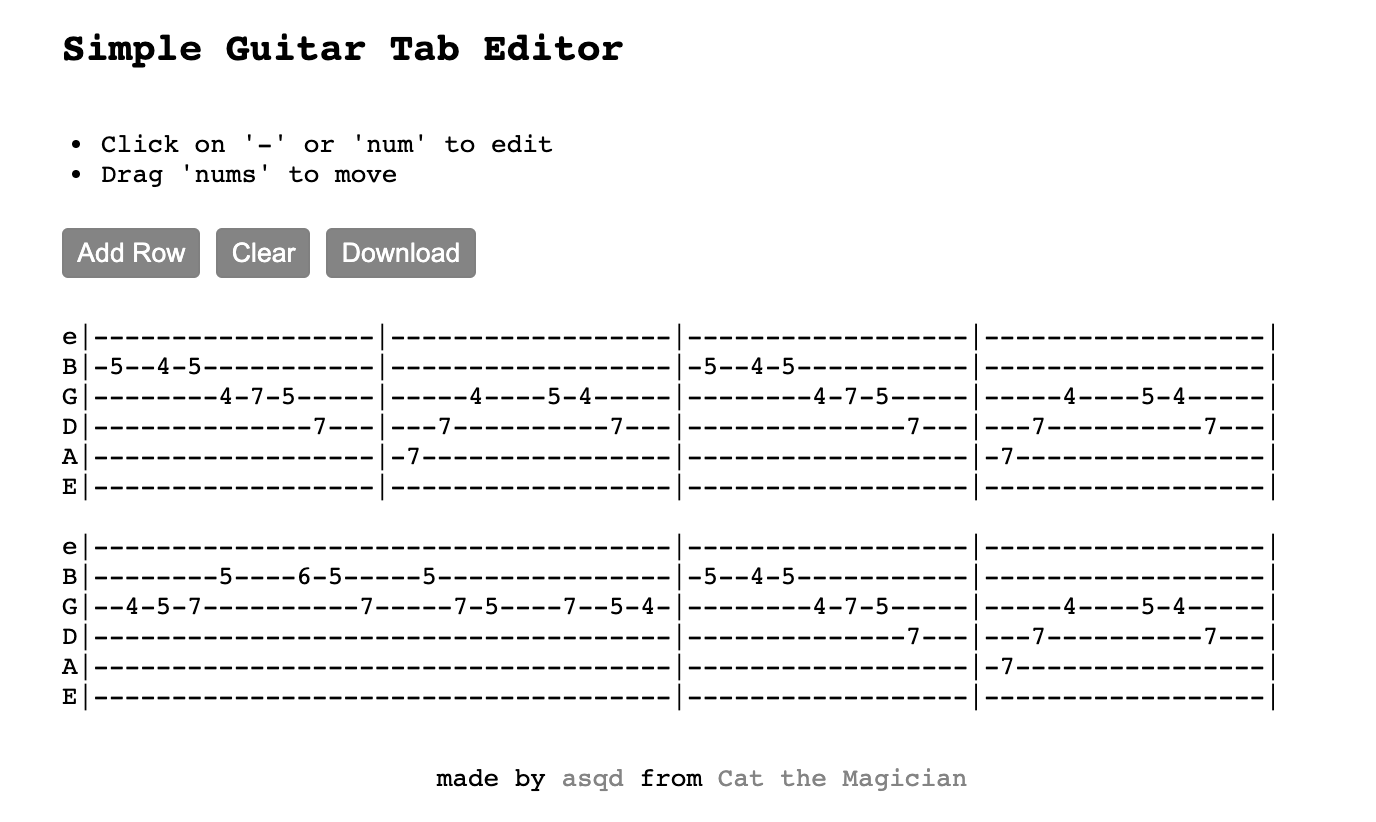 Simple Guitar Tab Editor
• Click on '-' or 'num' to edit
• Drag 'nums' to move
Add Row Clear Download
e|------------------|------------------|------------------|------------------|
B|-5--4-5-----------|------------------|-5--4-5-----------|------------------|
G|--------4-7-5-----|-----4----5-4-----|--------4-7-5-----|-----4----5-4-----|
D|--------------7---|---7----------7---|--------------7---|---7----------7---|
A|------------------|-7----------------|------------------|-7----------------|
E|------------------|------------------|------------------|------------------|
e|-------------------------------------|------------------|------------------|
B|--------5----6-5-----5---------------|-5--4-5-----------|------------------|
G|--4-5-7----------7-----7-5----7--5-4-|--------4-7-5-----|-----4----5-4-----|
D|-------------------------------------|--------------7---|---7----------7---|
A|-------------------------------------|------------------|-7----------------|
E|-------------------------------------|------------------|------------------|
made by asqd from Cat the Magician